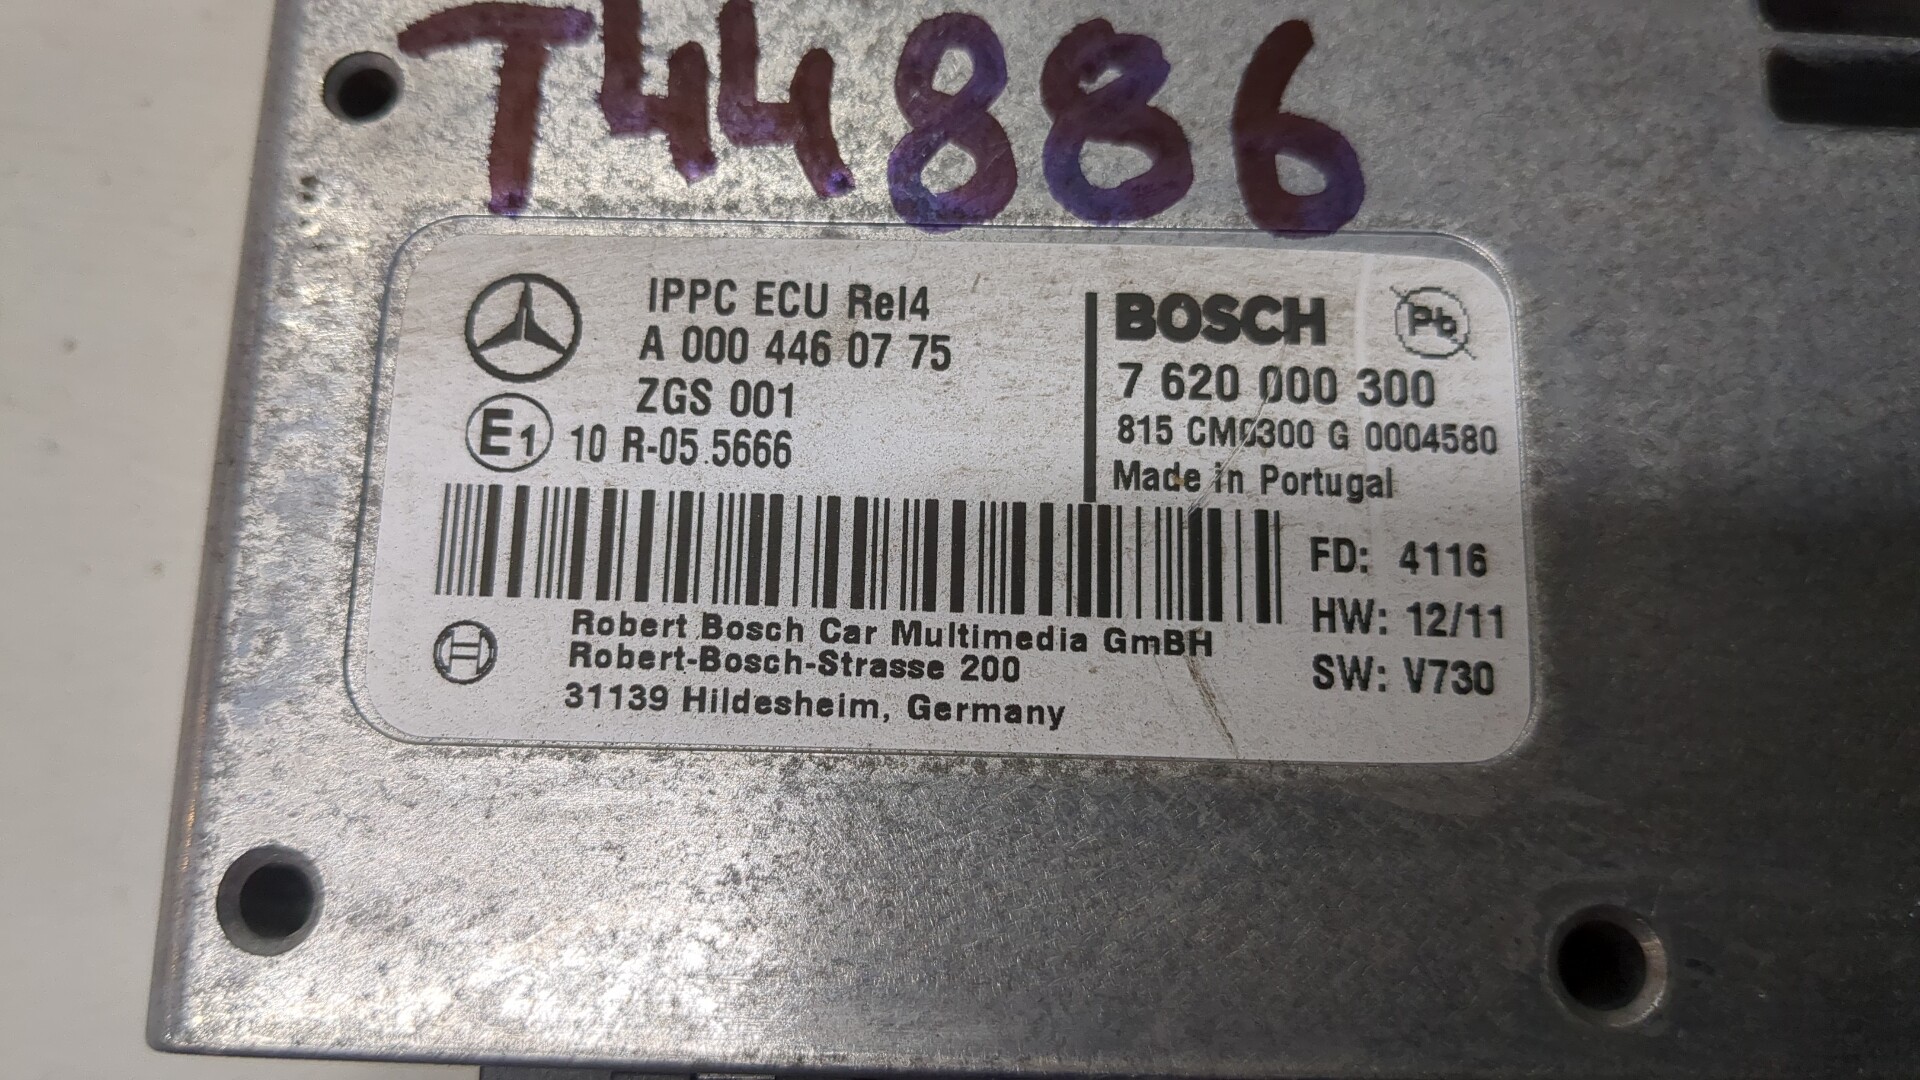 T44886
IPPC ECU Rel4
A 000 446 07 75
ZGS 001
E1 10 R-05 5666
BOSCH Pb
7 620 000 300
815 CM0300 G 0004580
Made in Portugal
FD: 4116
HW: 12/11
SW: V730
Robert Bosch Car Multimedia GmBH
Robert-Bosch-Strasse 200
31139 Hildesheim, Germany